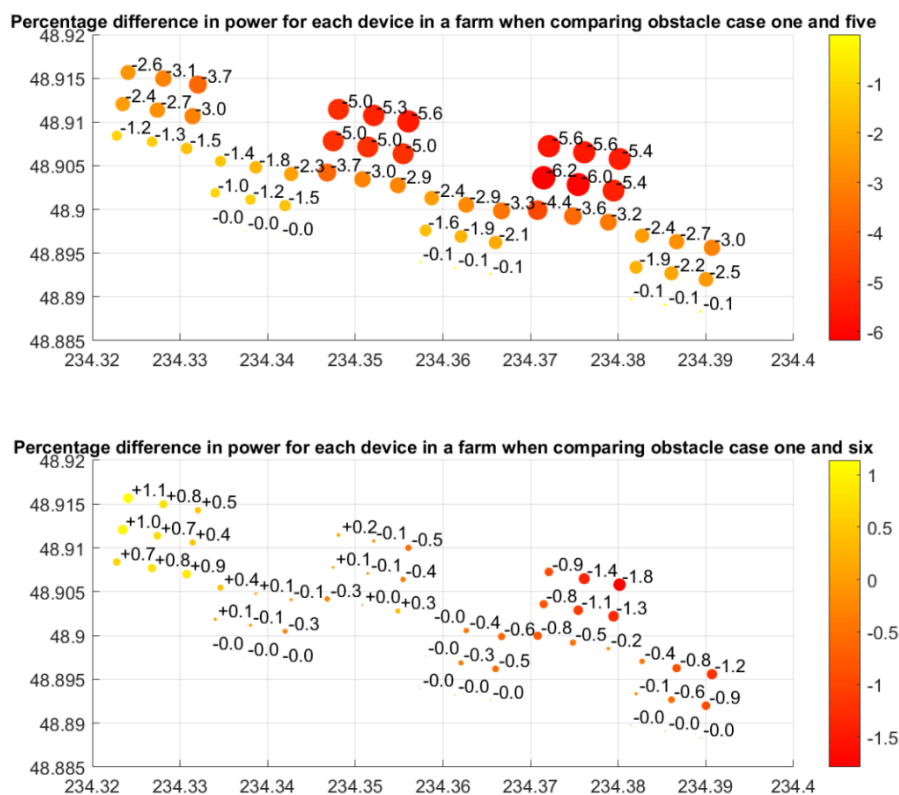 Percentage difference in power for each device in a farm when comparing obstacle case one and five
48.92
48.915
48.91
48.905
48.9
48.895
48.89
48.885
234.32 234.33 234.34 234.35 234.36 234.37 234.38 234.39 234.4
-2.6 -3.1 -3.7
-2.4 -2.7 -3.0
-1.2 -1.3 -1.5
-1.4 -1.8 -2.3
-1.0 -1.2 -1.5
-0.0 -0.0 -0.0
-5.0 -5.3 -5.6
-5.0 -5.0 -5.0
-3.7 -3.0 -2.9
-2.4 -2.9 -3.3
-1.6 -1.9 -2.1
-0.1 -0.1 -0.1
-5.6 -5.6 -5.4
-6.2 -6.0 -5.4
-4.4 -3.6 -3.2
-2.4 -2.7 -3.0
-1.9 -2.2 -2.5
-0.1 -0.1 -0.1
-1
-2
-3
-4
-5
-6
Percentage difference in power for each device in a farm when comparing obstacle case one and six
48.92
48.915
48.91
48.905
48.9
48.895
48.89
48.885
234.32 234.33 234.34 234.35 234.36 234.37 234.38 234.39 234.4
+1.1 +0.8 +0.5
+1.0 +0.7 +0.4
+0.7 +0.8 +0.9
+0.4 +0.1 -0.1
+0.1 -0.1 -0.3
-0.0 -0.0 -0.0
+0.2 -0.1 -0.5
+0.1 -0.1 -0.4
-0.3 +0.0 +0.3
-0.0 -0.4 -0.6
-0.0 -0.3 -0.5
-0.0 -0.0 -0.0
-0.9 -1.4 -1.8
-0.8 -1.1 -1.3
-0.8 -0.5 -0.2
-0.4 -0.8 -1.2
-0.1 -0.6 -0.9
-0.0 -0.0 -0.0
1
0.5
0
-0.5
-1
-1.5